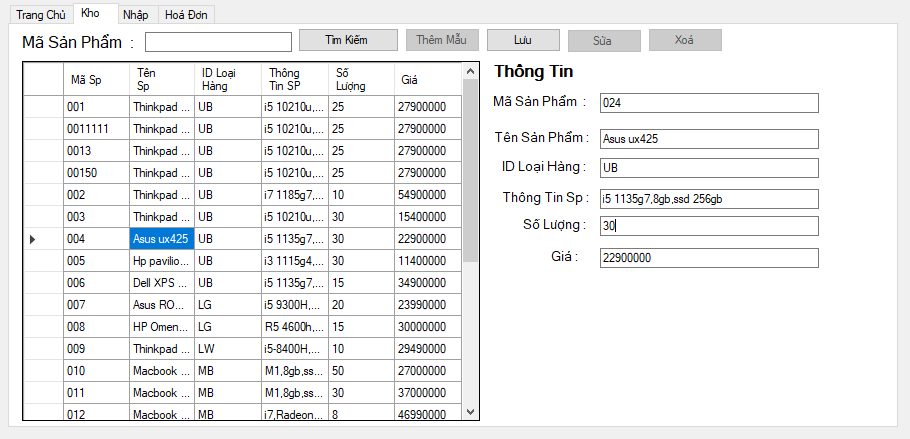 Trang Chủ Kho Nhập Hoá Đơn
Mã Sản Phẩm : Tìm Kiếm Thêm Mẫu Lưu Sửa Xoá
Mã Sp Tên Sp ID Loại Hàng Thông Tin SP Số Lượng Giá
001 Thinkpad ... UB i5 10210u,... 25 27900000
0011111 Thinkpad ... UB i5 10210u,... 25 27900000
0013 Thinkpad ... UB i5 10210u,... 25 27900000
00150 Thinkpad ... UB i5 10210u,... 25 27900000
002 Thinkpad ... UB i7 1185g7,... 10 54900000
003 Thinkpad ... UB i5 10210u,... 30 15400000
004 Asus ux425 UB i5 1135g7,... 30 22900000
005 Hp pavilio... UB i3 1115g4,... 30 11400000
006 Dell XPS ... UB i5 1135g7,... 15 34900000
007 Asus RO... LG i5 9300H,... 20 23990000
008 HP Omen... LG R5 4600h,... 15 30000000
009 Thinkpad ... LW i5-8400H,... 10 29490000
010 Macbook ... MB M1,8gb,ss... 50 27000000
011 Macbook ... MB M1,8gb,ss... 30 37000000
012 Macbook ... MB i7,Radeon... 8 46990000
Thông Tin
Mã Sản Phẩm : 024
Tên Sản Phẩm : Asus ux425
ID Loại Hàng : UB
Thông Tin Sp : i5 1135g7,8gb,ssd 256gb
Số Lượng : 30
Giá : 22900000